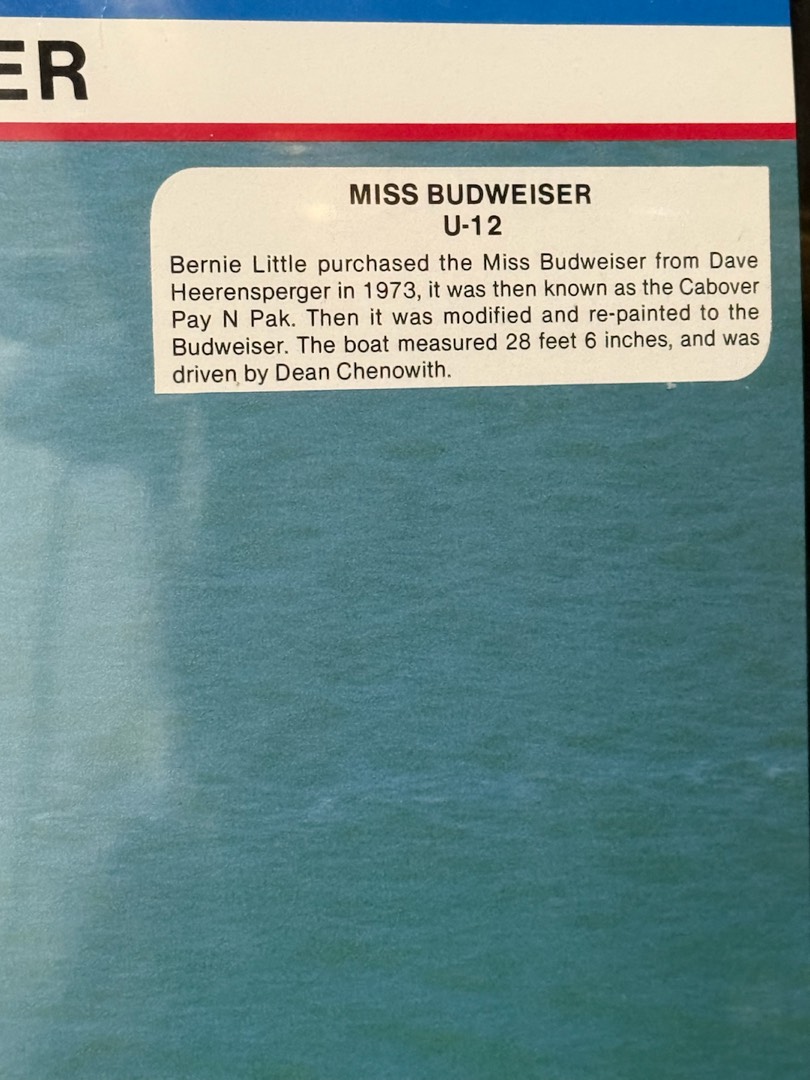 ER
MISS BUDWEISER
U-12
Bernie Little purchased the Miss Budweiser from Dave
Heerensperger in 1973, it was then known as the Cabover
Pay N Pak. Then it was modified and re-painted to the
Budweiser. The boat measured 28 feet 6 inches, and was
driven by Dean Chenowith.